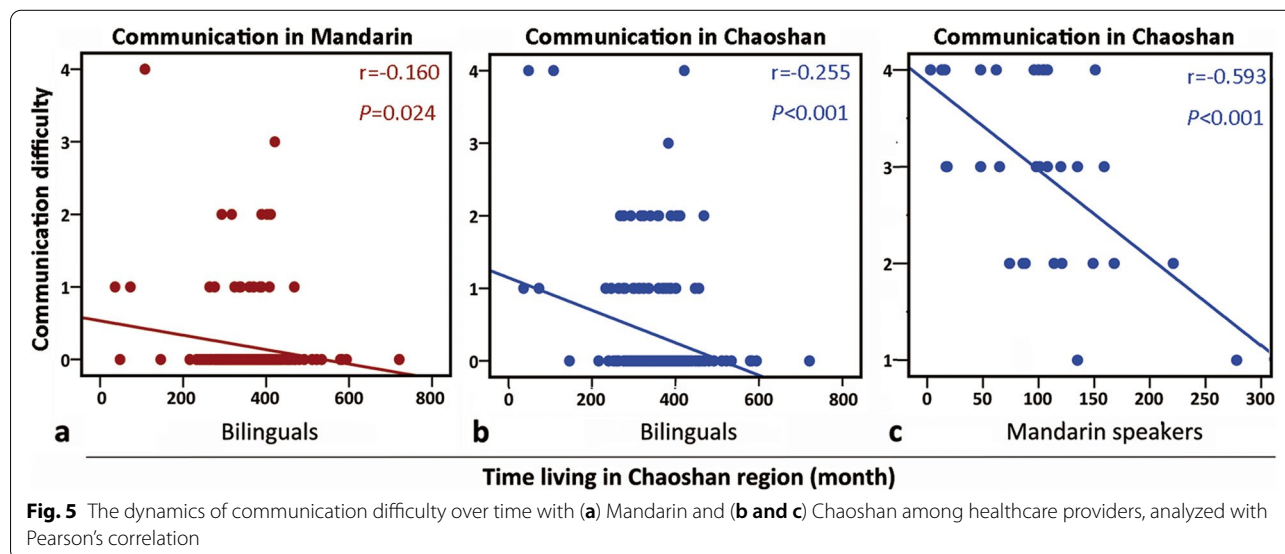 Communication in Mandarin
Communication in Chaoshan
Communication in Chaoshan
Communication difficulty
4
3
2
1
0
r=-0.160
P=0.024
0
200
400
600
800
a
Bilinguals
4
3
2
1
0
r=-0.255
P<0.001
0
200
400
600
800
b
Bilinguals
4
3
2
1
r=-0.593
P<0.001
0
50
100
150
200
250
300
c
Mandarin speakers
Time living in Chaoshan region (month)
Fig. 5 The dynamics of communication difficulty over time with (a) Mandarin and (b and c) Chaoshan among healthcare providers, analyzed with
Pearson's correlation